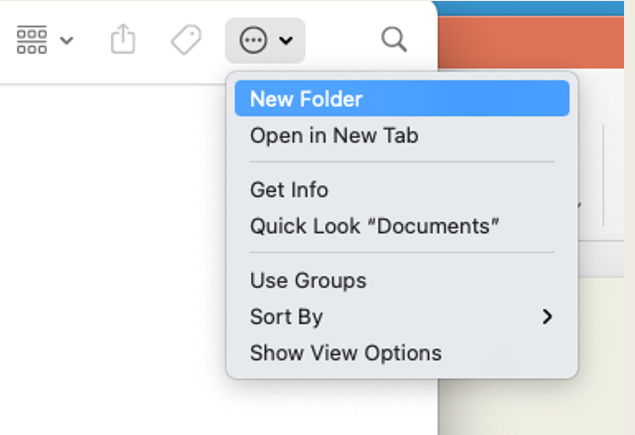 New Folder
Open in New Tab
Get Info
Quick Look “Documents”
Use Groups
Sort By
Show View Options